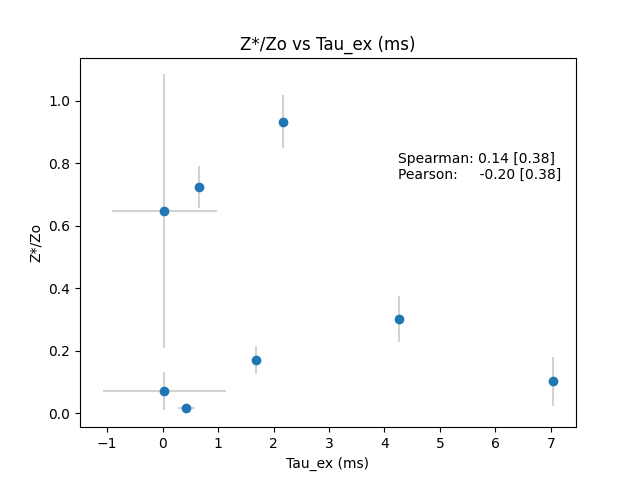 Z*/Zo vs Tau_ex (ms)
Z*/Zo
1.0
0.8
0.6
0.4
0.2
0.0
Spearman: 0.14 [0.38]
Pearson: -0.20 [0.38]
−1 0 1 2 3 4 5 6 7
Tau_ex (ms)